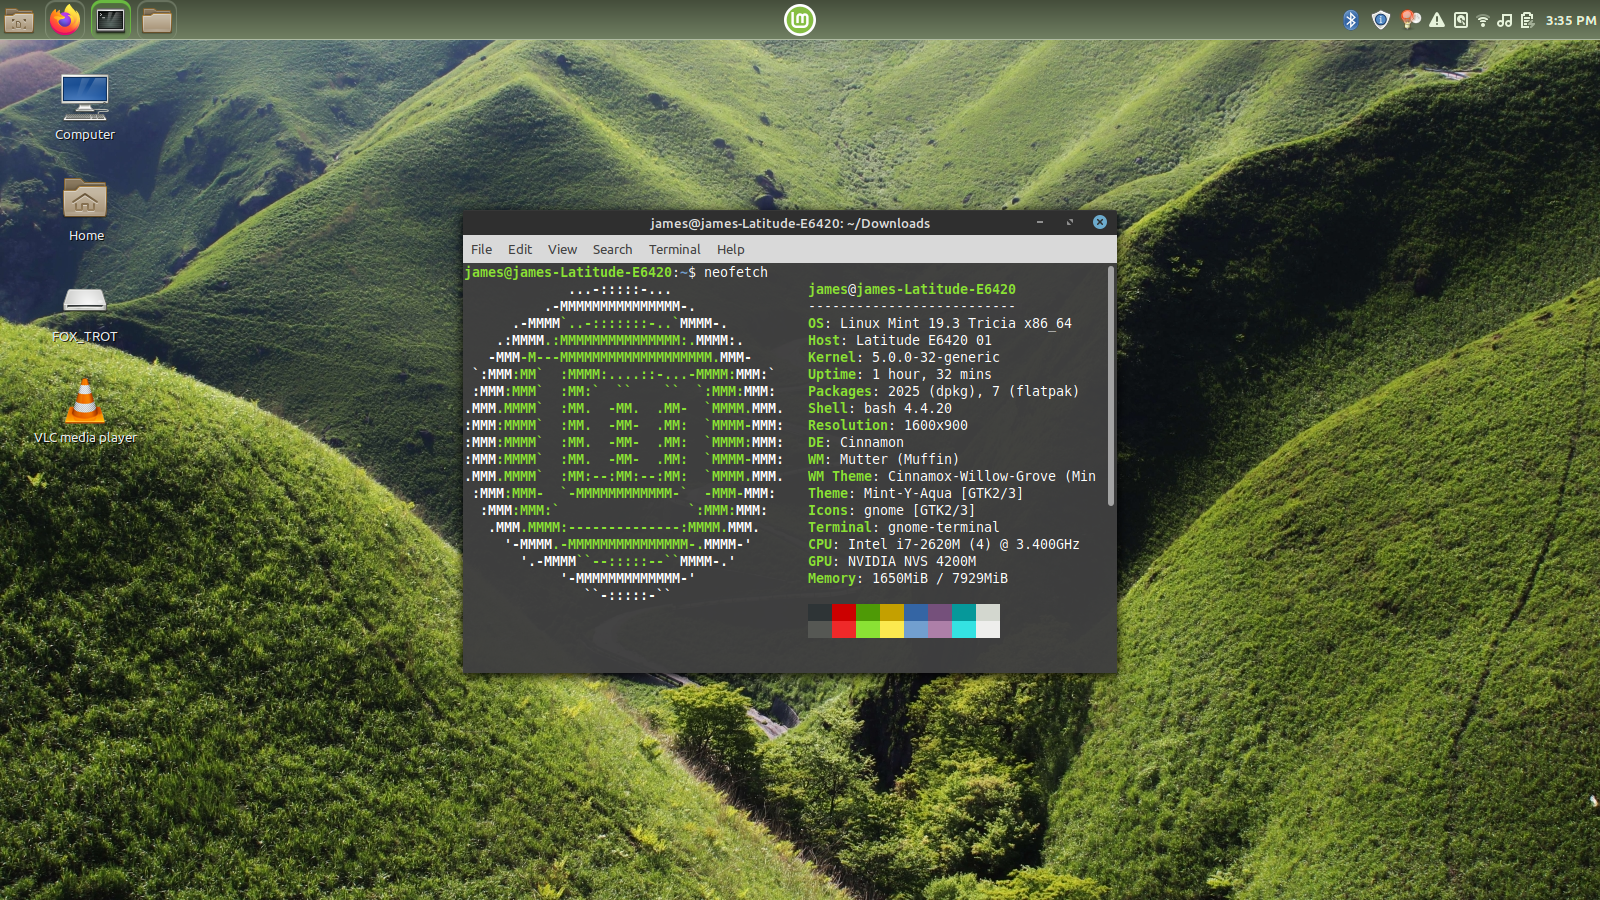 3:35 PM
Computer
Home
FOX_TROT
VLC media player
james@james-Latitude-E6420: ~/Downloads
File Edit View Search Terminal Help
james@james-Latitude-E6420:~$ neofetch
james@james-Latitude-E6420
--------------------------
OS: Linux Mint 19.3 Tricia x86_64
Host: Latitude E6420 01
Kernel: 5.0.0-32-generic
Uptime: 1 hour, 32 mins
Packages: 2025 (dpkg), 7 (flatpak)
Shell: bash 4.4.20
Resolution: 1600x900
DE: Cinnamon
WM: Mutter (Muffin)
WM Theme: Cinnamox-Willow-Grove (Min
Theme: Mint-Y-Aqua [GTK2/3]
Icons: gnome [GTK2/3]
Terminal: gnome-terminal
CPU: Intel i7-2620M (4) @ 3.400GHz
GPU: NVIDIA NVS 4200M
Memory: 1650MiB / 7929MiB